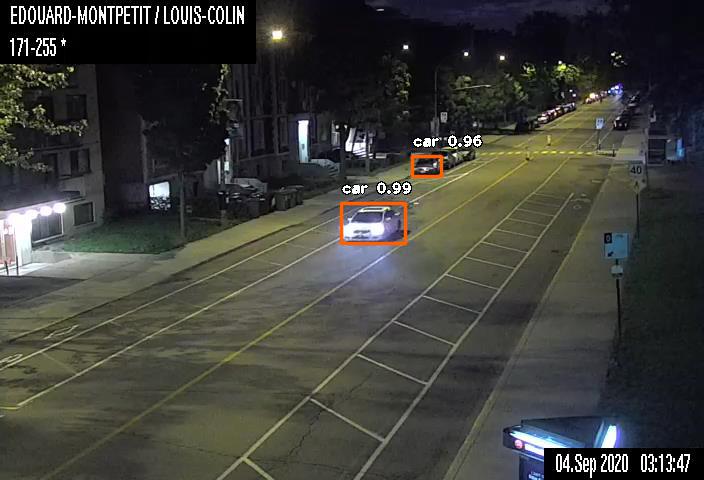 EDOUARD-MONTPETIT / LOUIS-COLIN
171-255 *
car 0.96
car 0.99
40
04.Sep 2020 03:13:47